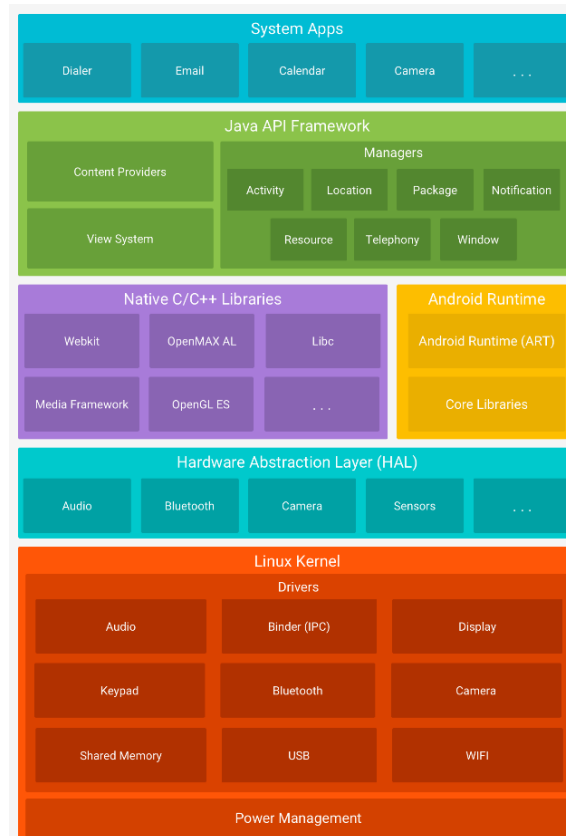 System Apps
Dialer
Email
Calendar
Camera
. . .
Java API Framework
Content Providers
View System
Managers
Activity
Location
Package
Notification
Resource
Telephony
Window
Native C/C++ Libraries
Webkit
OpenMAX AL
Libc
Media Framework
OpenGL ES
. . .
Android Runtime
Android Runtime (ART)
Core Libraries
Hardware Abstraction Layer (HAL)
Audio
Bluetooth
Camera
Sensors
. . .
Linux Kernel
Drivers
Audio
Binder (IPC)
Display
Keypad
Bluetooth
Camera
Shared Memory
USB
WIFI
Power Management